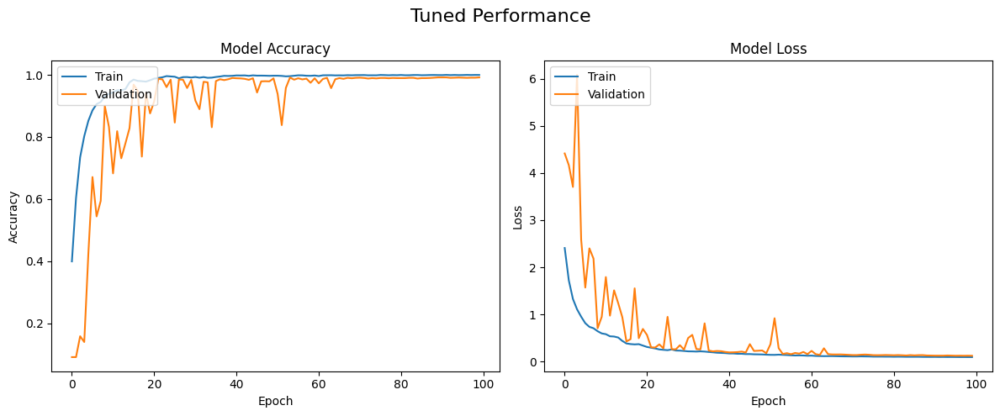 Tuned Performance
Model Accuracy
Train
Validation
1.0
0.8
0.6
0.4
0.2
Accuracy
0
20
40
60
80
100
Epoch
Model Loss
Train
Validation
6
5
4
3
2
1
0
Loss
0
20
40
60
80
100
Epoch